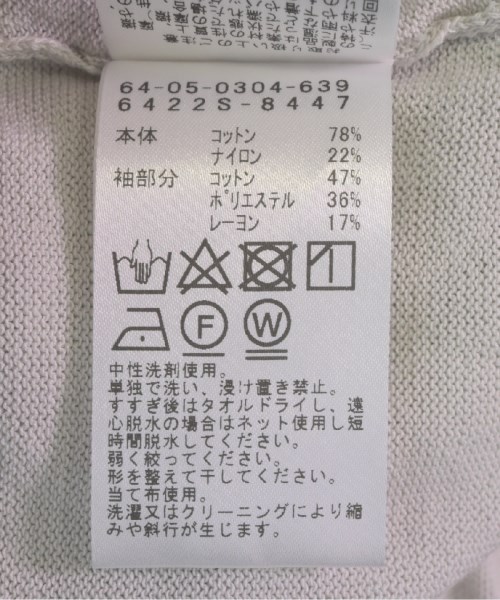 64-05-0304-639
6422S-8447
本体 コットン 78%
ナイロン 22%
袖部分 コットン 47%
ポリエステル 36%
レーヨン 17%
F W
中性洗剤使用。
単独で洗い、浸け置き禁止。
すすぎ後はタオルドライし、遠
心脱水の場合はネット使用し短
時間脱水してください。
弱く絞ってください。
形を整えて干してください。
当て布使用。
洗濯又はクリーニングにより縮
みや斜行が生じます。